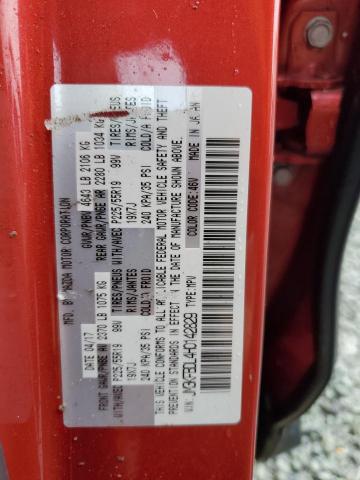 MFD. BY MAZDA MOTOR CORPORATION
DATE: 04/17 GVWR/PNBV 4643 LB 2106 KG
FRONT GAWR/PNBE AV 2370 LB 1075 KG REAR GAWR/PNBE AR 2280 LB 1034 KG
WITH/AVEC P225/55R19 99V TIRES/PNEUS WITH/AVEC P225/55R19 99V TIRES/PNEUS
19X7J RIMS/JANTES 19X7J RIMS/JANTES
240 KPA/35 PSI COLD/A FROID 240 KPA/35 PSI COLD/A FROID
THIS VEHICLE CONFORMS TO ALL APPLICABLE FEDERAL MOTOR VEHICLE SAFETY, BUMPER, AND THEFT
PREVENTION STANDARDS IN EFFECT ON THE DATE OF MANUFACTURE SHOWN ABOVE.
VIN: COLOR CODE: 46V MADE IN JAPAN